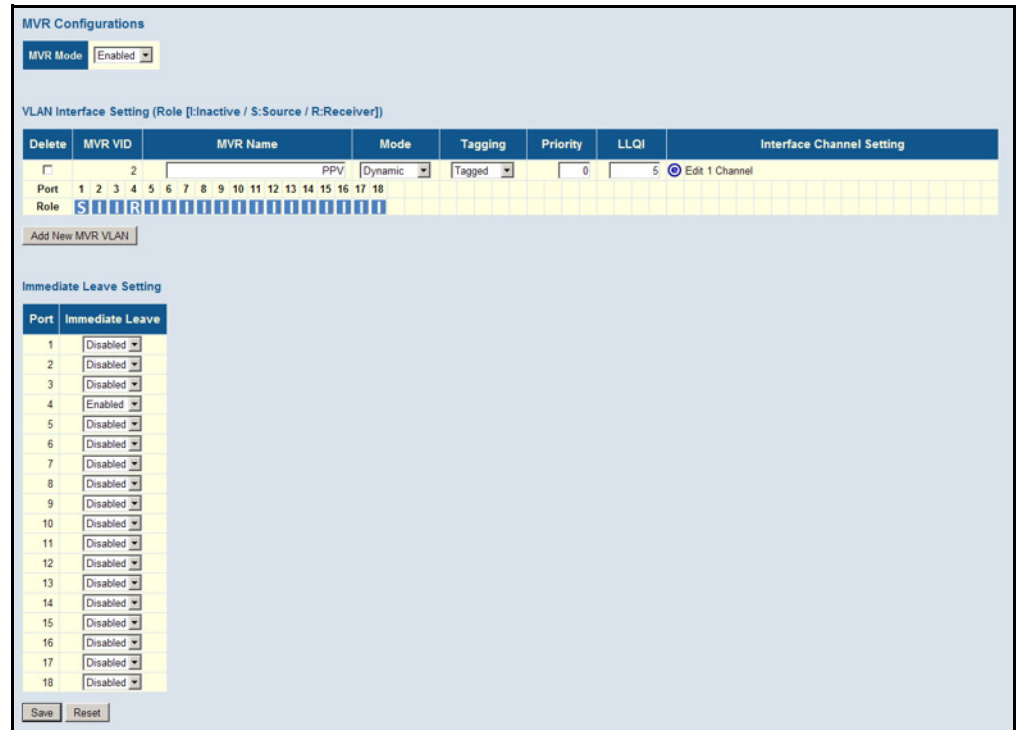 MVR Configurations
MVR Mode Enabled
VLAN Interface Setting (Role [I:Inactive / S:Source / R:Receiver])
Delete MVR VID MVR Name Mode Tagging Priority LLQI Interface Channel Setting
2 PPV Dynamic Tagged 0 5 Edit 1 Channel
Port 1 2 3 4 5 6 7 8 9 10 11 12 13 14 15 16 17 18
Role S I I R I I I I I I I I I I I I I I
Add New MVR VLAN
Immediate Leave Setting
Port Immediate Leave
1 Disabled
2 Disabled
3 Disabled
4 Enabled
5 Disabled
6 Disabled
7 Disabled
8 Disabled
9 Disabled
10 Disabled
11 Disabled
12 Disabled
13 Disabled
14 Disabled
15 Disabled
16 Disabled
17 Disabled
18 Disabled
Save Reset